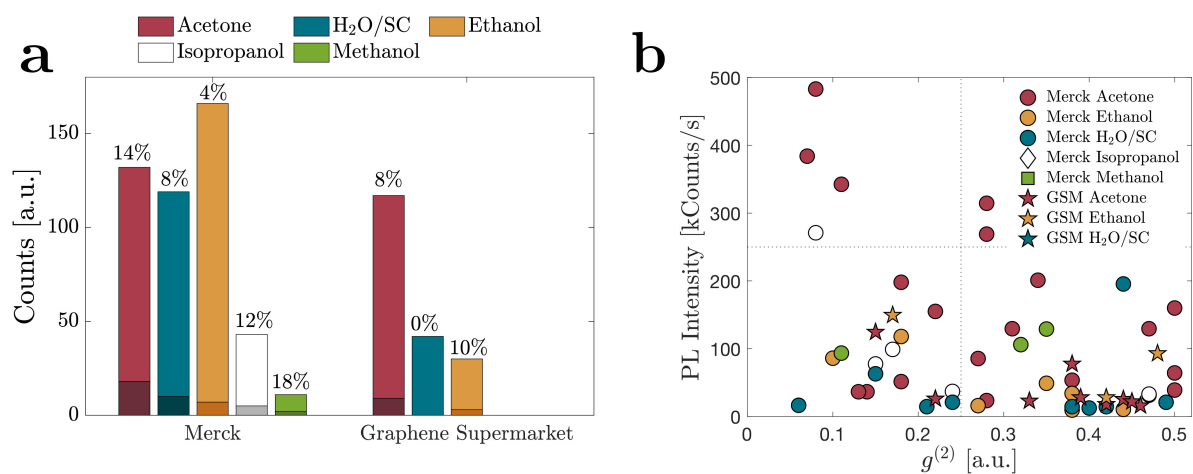 a
Acetone
H₂O/SC
Ethanol
Isopropanol
Methanol
Counts [a.u.]
150
100
50
0
14%
8%
4%
12%
18%
8%
0%
10%
Merck
Graphene Supermarket
b
PL Intensity [kCounts/s]
500
400
300
200
100
0
Merck Acetone
Merck Ethanol
Merck H₂O/SC
Merck Isopropanol
Merck Methanol
GSM Acetone
GSM Ethanol
GSM H₂O/SC
0
0.1
0.2
0.3
0.4
0.5
g⁽²⁾ [a.u.]